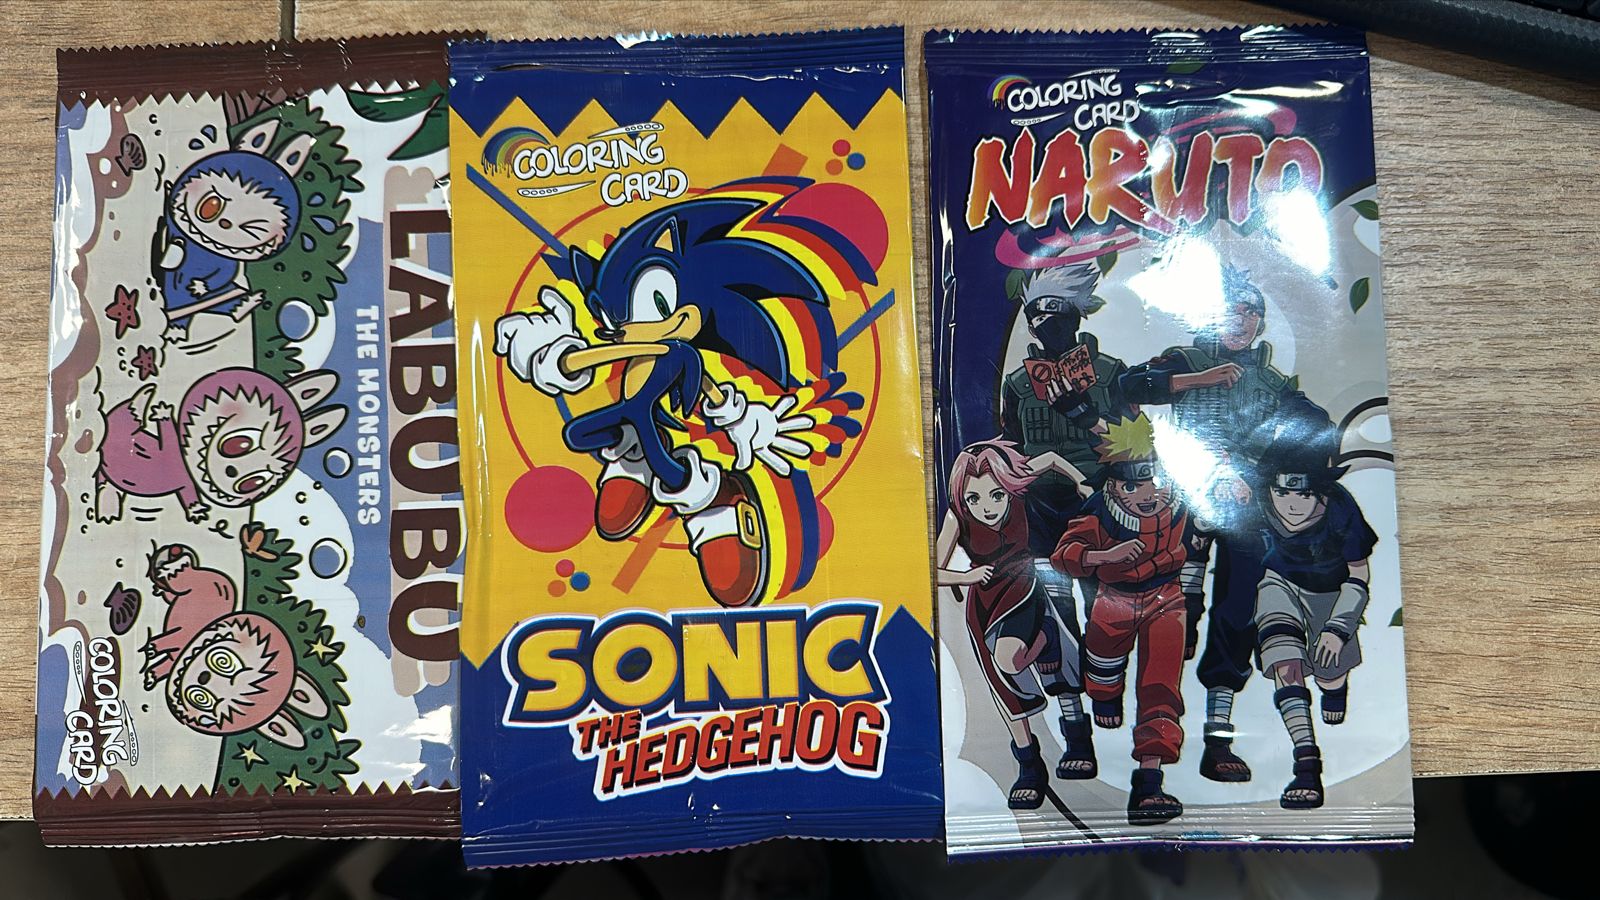 LABUBU
THE MONSTERS
COLORING
CARD
COLORING
CARD
SONIC
THE
HEDGEHOG
COLORING
CARD
NARUTO